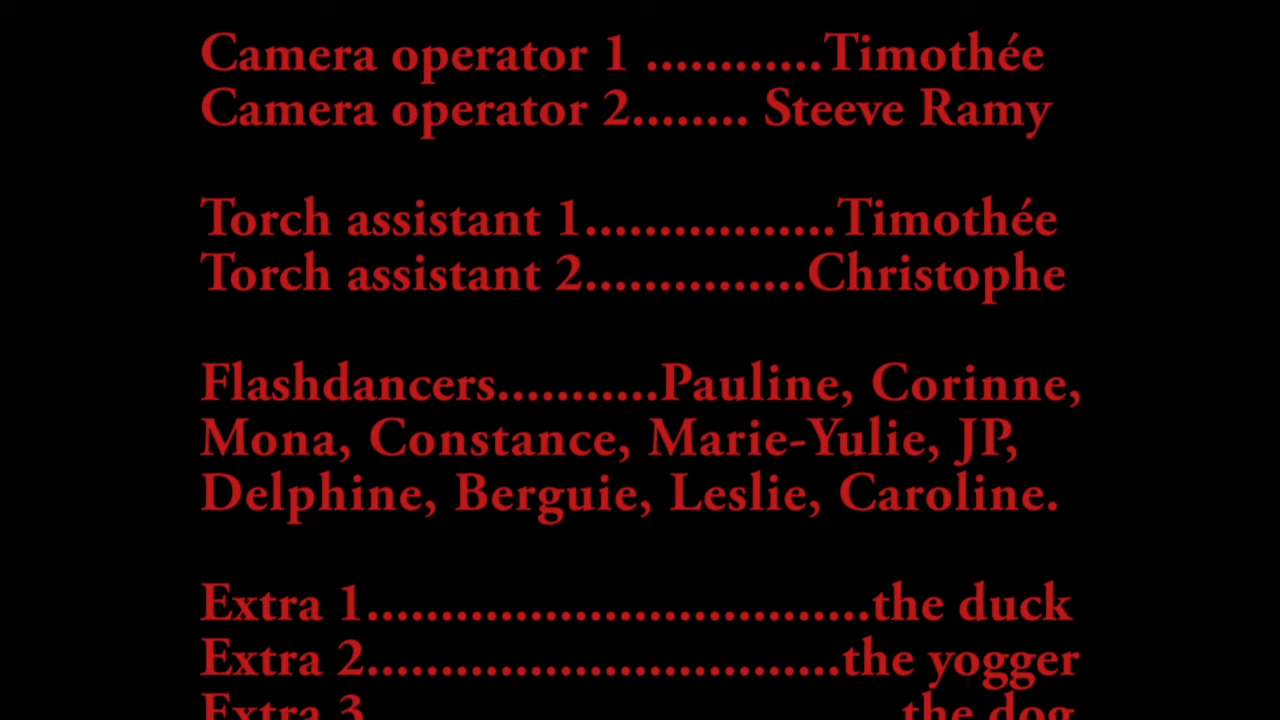 Camera operator 1 ............Timothée
Camera operator 2........ Steeve Ramy
Torch assistant 1.................Timothée
Torch assistant 2...............Christophe
Flashdancers...........Pauline, Corinne,
Mona, Constance, Marie-Yulie, JP,
Delphine, Berguie, Leslie, Caroline.
Extra 1..................................the duck
Extra 2................................the yogger
Extra 3 the dog